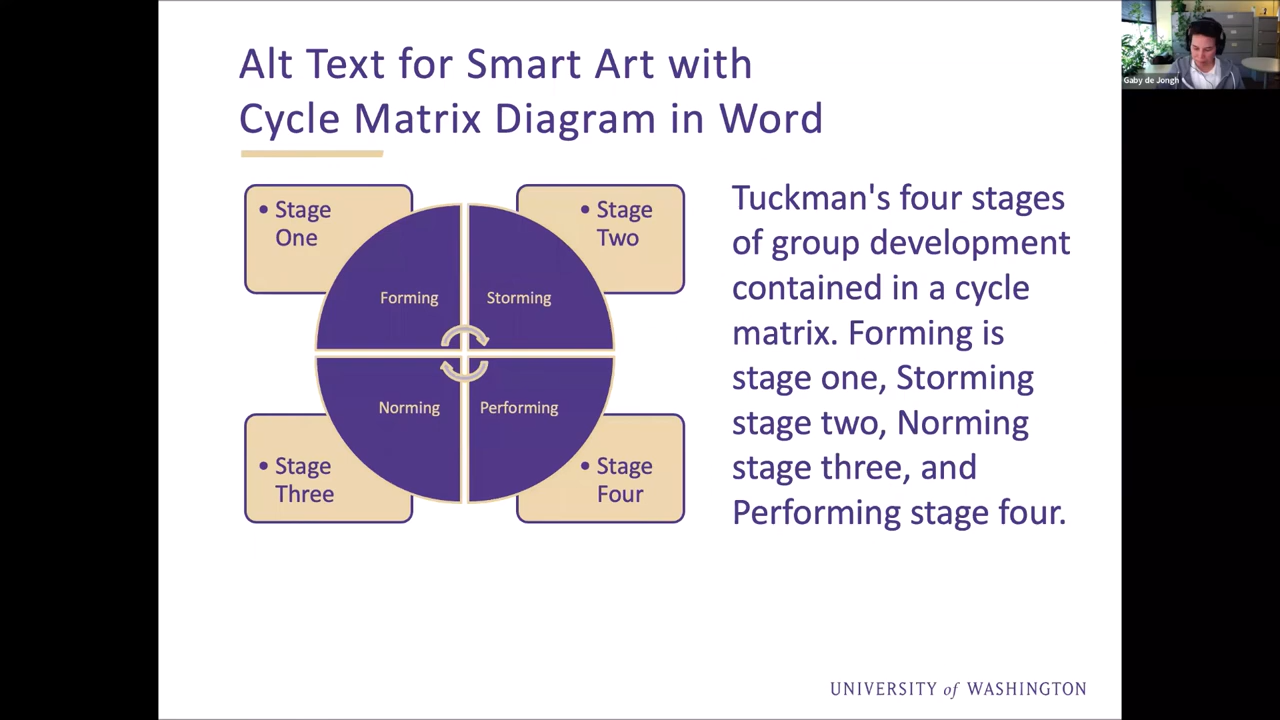 Alt Text for Smart Art with
Cycle Matrix Diagram in Word
Gaby de Jongh
• Stage
One
• Stage
Two
Forming
Storming
Norming
Performing
• Stage
Three
• Stage
Four
Tuckman's four stages
of group development
contained in a cycle
matrix. Forming is
stage one, Storming
stage two, Norming
stage three, and
Performing stage four.
UNIVERSITY of WASHINGTON